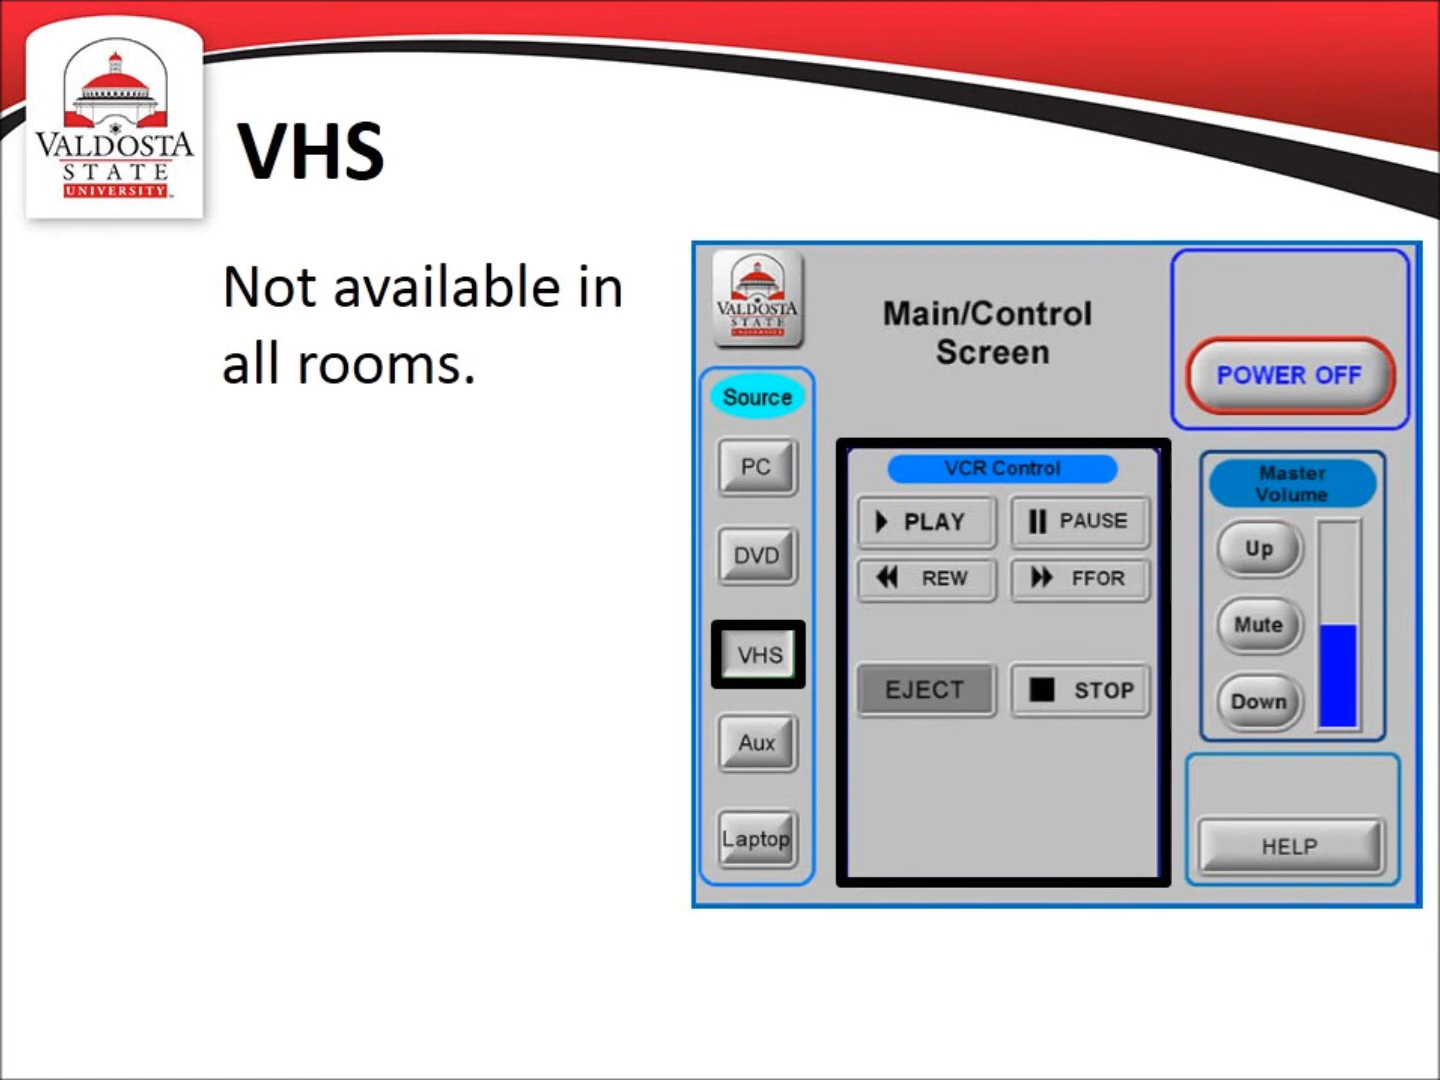 VALDOSTA
STATE
UNIVERSITY
VHS
Not available in
all rooms.
VALDOSTA
STATE
Main/Control
Screen
POWER OFF
Source
PC
DVD
VHS
Aux
Laptop
VCR Control
PLAY
PAUSE
REW
FFOR
EJECT
STOP
Master
Volume
Up
Mute
Down
HELP